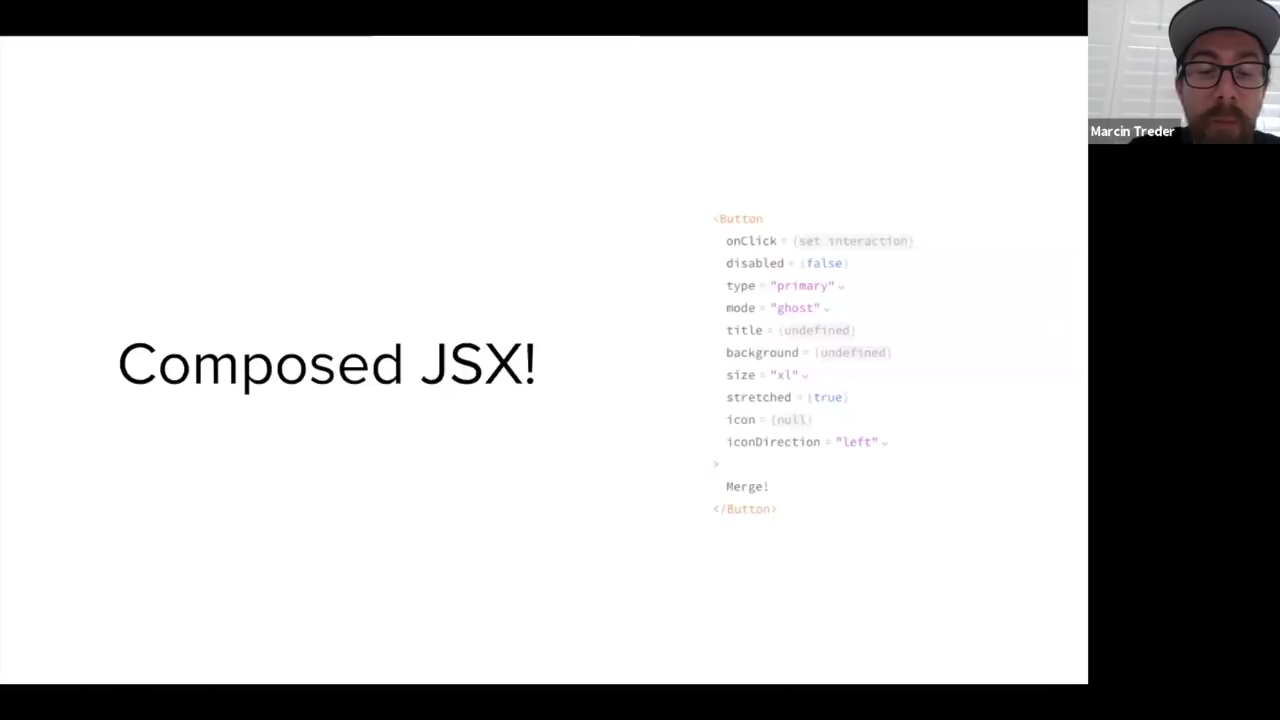 Marcin Treder
Composed JSX!
<Button
onClick = {set interaction}
disabled = {false}
type = "primary"
mode = "ghost"
title = {undefined}
background = {undefined}
size = "xl"
stretched = {true}
icon = {null}
iconDirection = "left"
>
Merge!
</Button>